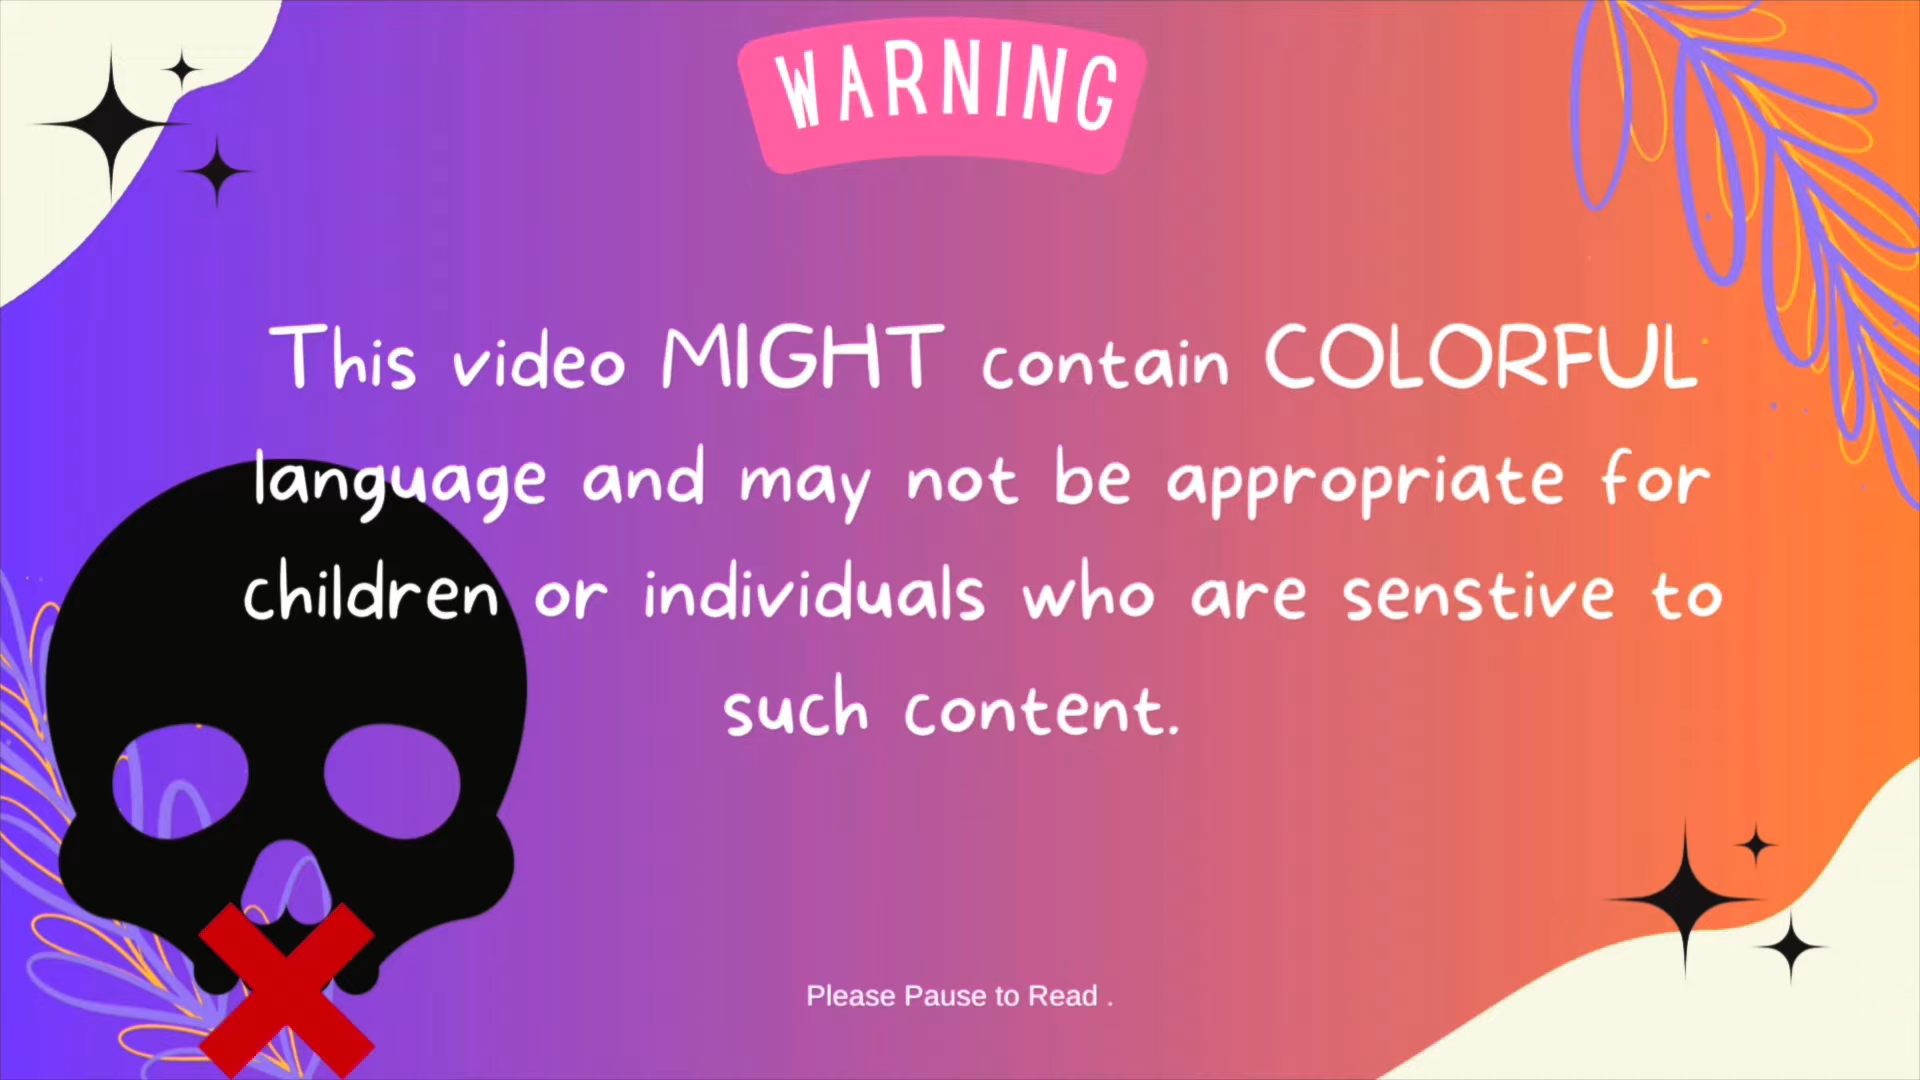 WARNING
This video MIGHT contain COLORFUL
language and may not be appropriate for
children or individuals who are senstive to
such content.
Please Pause to Read .